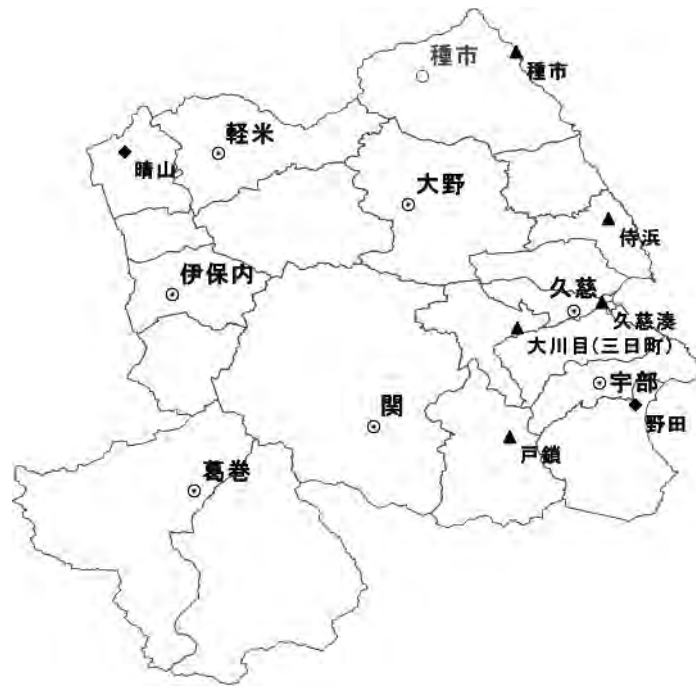 種市
種市
軽米
晴山
大野
侍浜
伊保内
久慈
久慈湊
大川目(三日町)
宇部
関
野田
戸鎖
葛巻